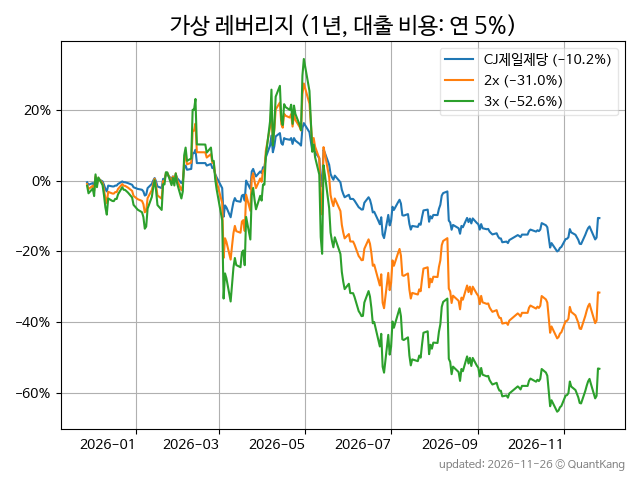 가상 레버리지 (1년, 대출 비용: 연 5%)
CJ제일제당 (−10.2%)
2x (−31.0%)
3x (−52.6%)
20%
0%
−20%
−40%
−60%
2026-01 2026-03 2026-05 2026-07 2026-09 2026-11
updated: 2026-11-26 © QuantKang